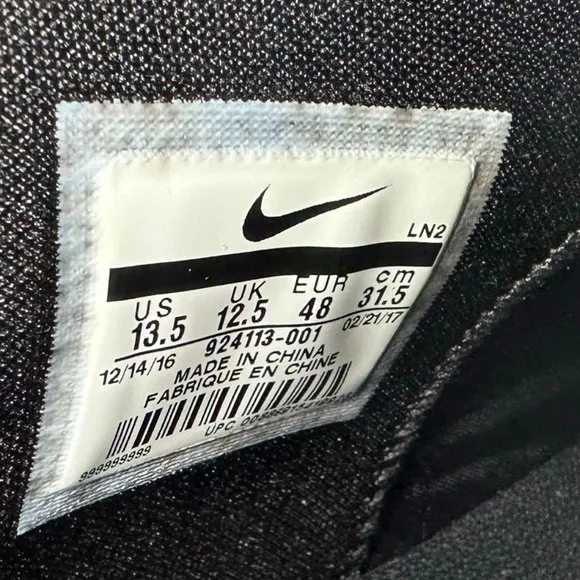 LN2
US UK EUR cm
13.5 12.5 48 31.5
12/14/16 924113-001 02/21/17
MADE IN CHINA
FABRIQUE EN CHINE
UPC
999999999